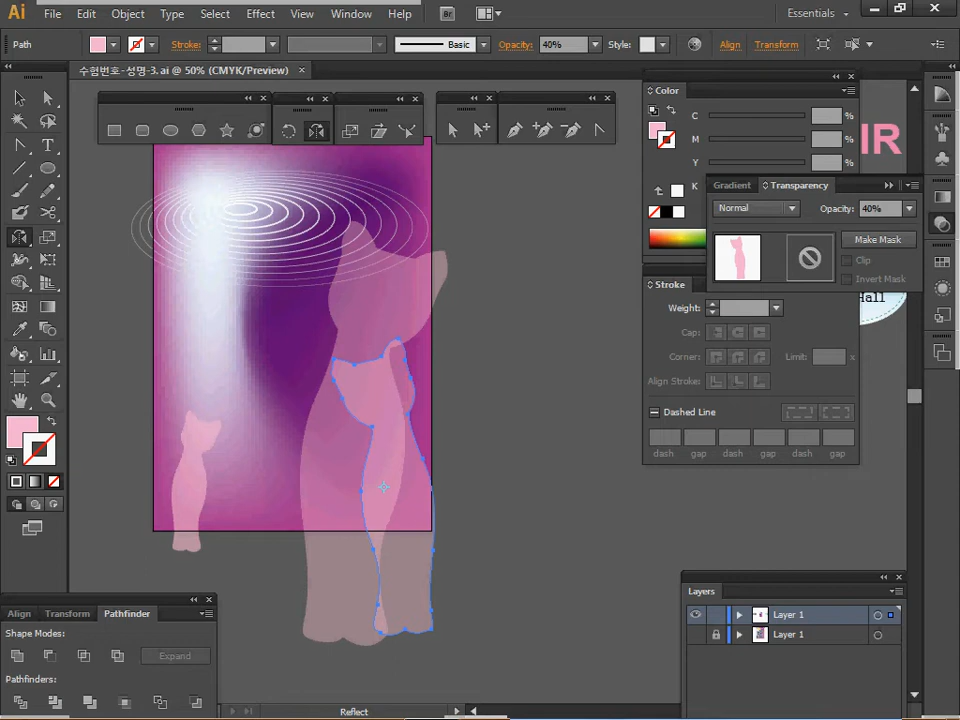 Ai File Edit Object Type Select Effect View Window Help Br Essentials
Path Stroke: Basic Opacity: 40% Style: Align Transform
수험번호-성명-3.ai @ 50% (CMYK/Preview)
Color
C %
M %
Y %
K
IR
Gradient Transparency
Normal Opacity: 40%
Make Mask
Clip
Invert Mask
Hall
Stroke
Weight:
Cap:
Corner: Limit: x
Align Stroke:
Dashed Line
dash gap dash gap dash gap
Layers
Layer 1
Layer 1
Align Transform Pathfinder
Shape Modes:
Expand
Pathfinders:
Reflect